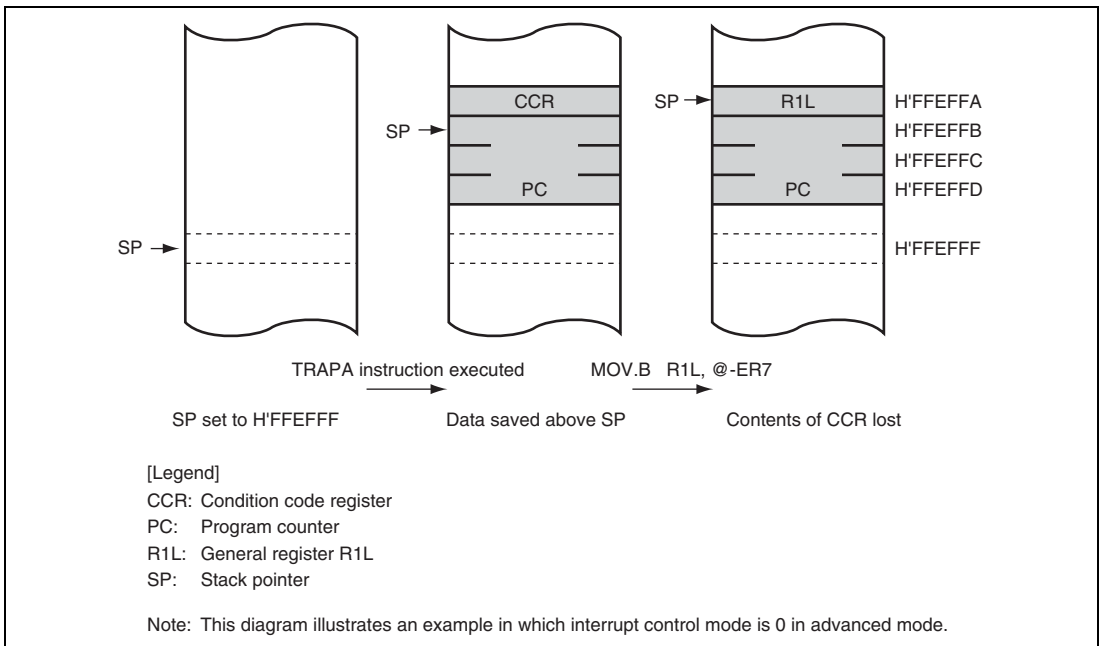 CCR
SP
R1L
H'FFEFFA
SP
H'FFEFFB
H'FFEFFC
PC
PC
H'FFEFFD
SP
H'FFEFFF
TRAPA instruction executed
MOV.B R1L, @-ER7
SP set to H'FFEFFF
Data saved above SP
Contents of CCR lost
[Legend]
CCR: Condition code register
PC: Program counter
R1L: General register R1L
SP: Stack pointer
Note: This diagram illustrates an example in which interrupt control mode is 0 in advanced mode.